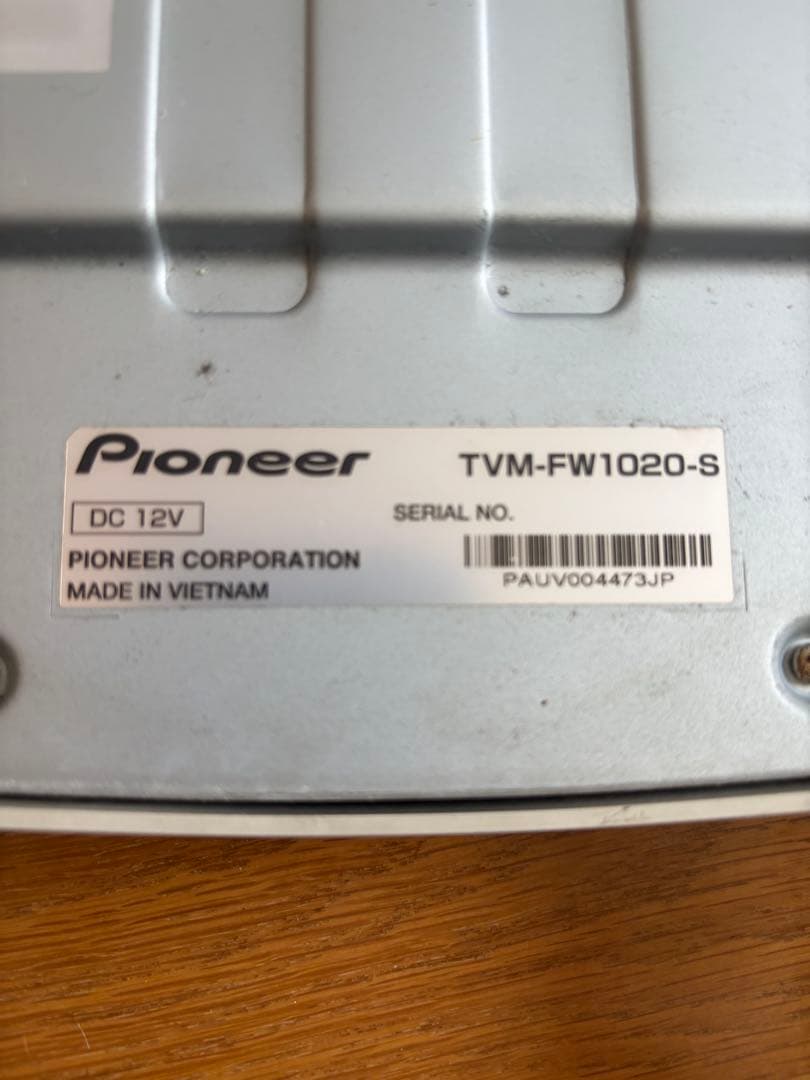 Pioneer TVM-FW1020-S
DC 12V SERIAL NO.
PIONEER CORPORATION
PAUV004473JP
MADE IN VIETNAM